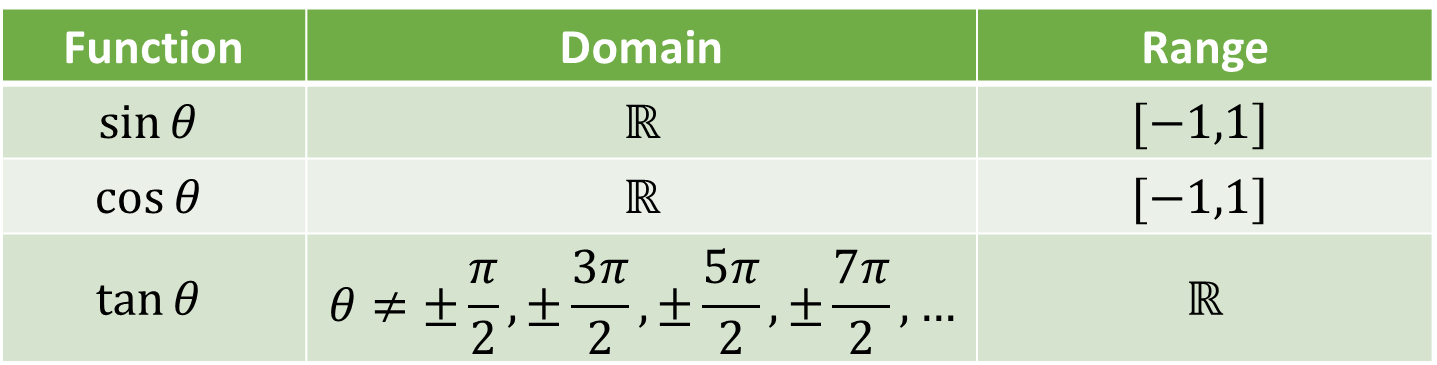 Function Domain Range
sin θ ℝ [−1,1]
cos θ ℝ [−1,1]
tan θ θ ≠ ±π/2, ±3π/2, ±5π/2, ±7π/2, … ℝ